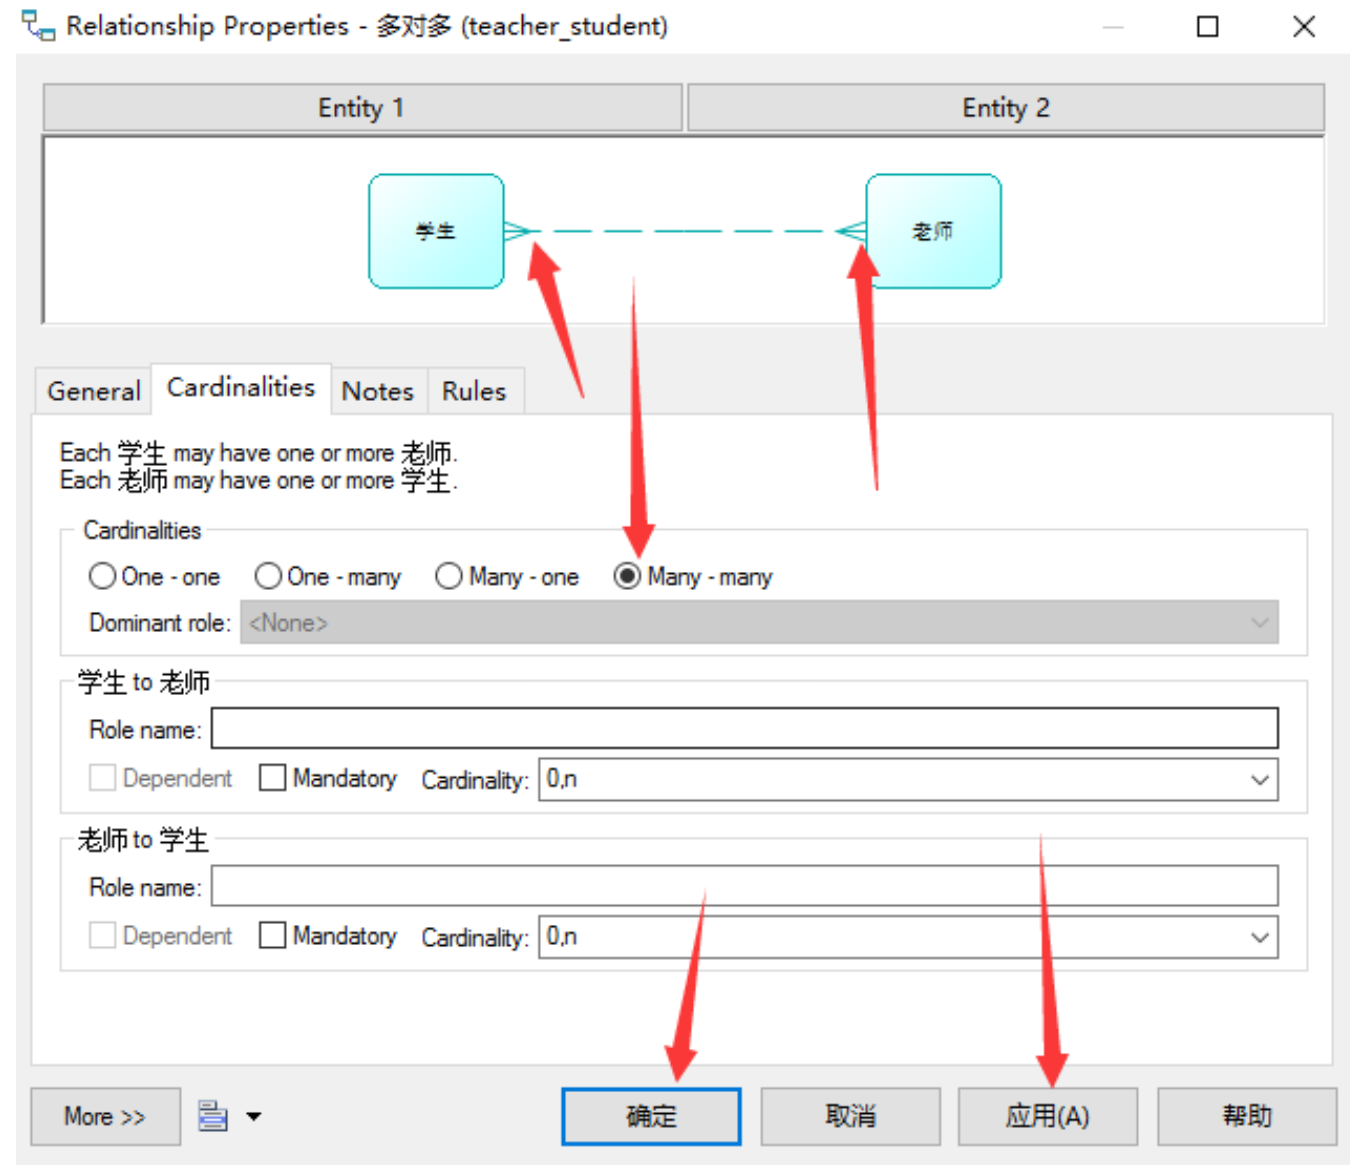 Relationship Properties - 多对多 (teacher_student)
Entity 1 Entity 2
学生 老师
General Cardinalities Notes Rules
Each 学生 may have one or more 老师.
Each 老师 may have one or more 学生.
Cardinalities
One - one One - many Many - one Many - many
Dominant role: <None>
学生 to 老师
Role name:
Dependent Mandatory Cardinality: 0,n
老师 to 学生
Role name:
Dependent Mandatory Cardinality: 0,n
More >> 确定 取消 应用(A) 帮助